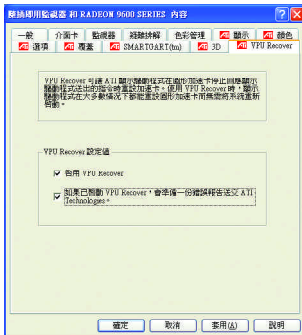 隨插即用監視器 和 RADEON 9600 SERIES 內容
一般 介面卡 監視器 疑難排解 色彩管理 顯示 顏色
選項 覆蓋 SMARTGART(tm) 3D VPU Recover
VPU Recover 可讓 ATI 顯示驅動程式在圖形加速卡停止回應顯示
驅動程式送出的指令時重設加速卡。使用 VPU Recover 時，顯示
驅動程式在大多數情況下都能重設圖形加速卡而無需將系統重新
啟動。
VPU Recover 設定值
啟用 VPU Recover
如果已啟動 VPU Recover，會準備一份錯誤報告送交 ATI
Technologies。
確定 取消 套用(A) 說明